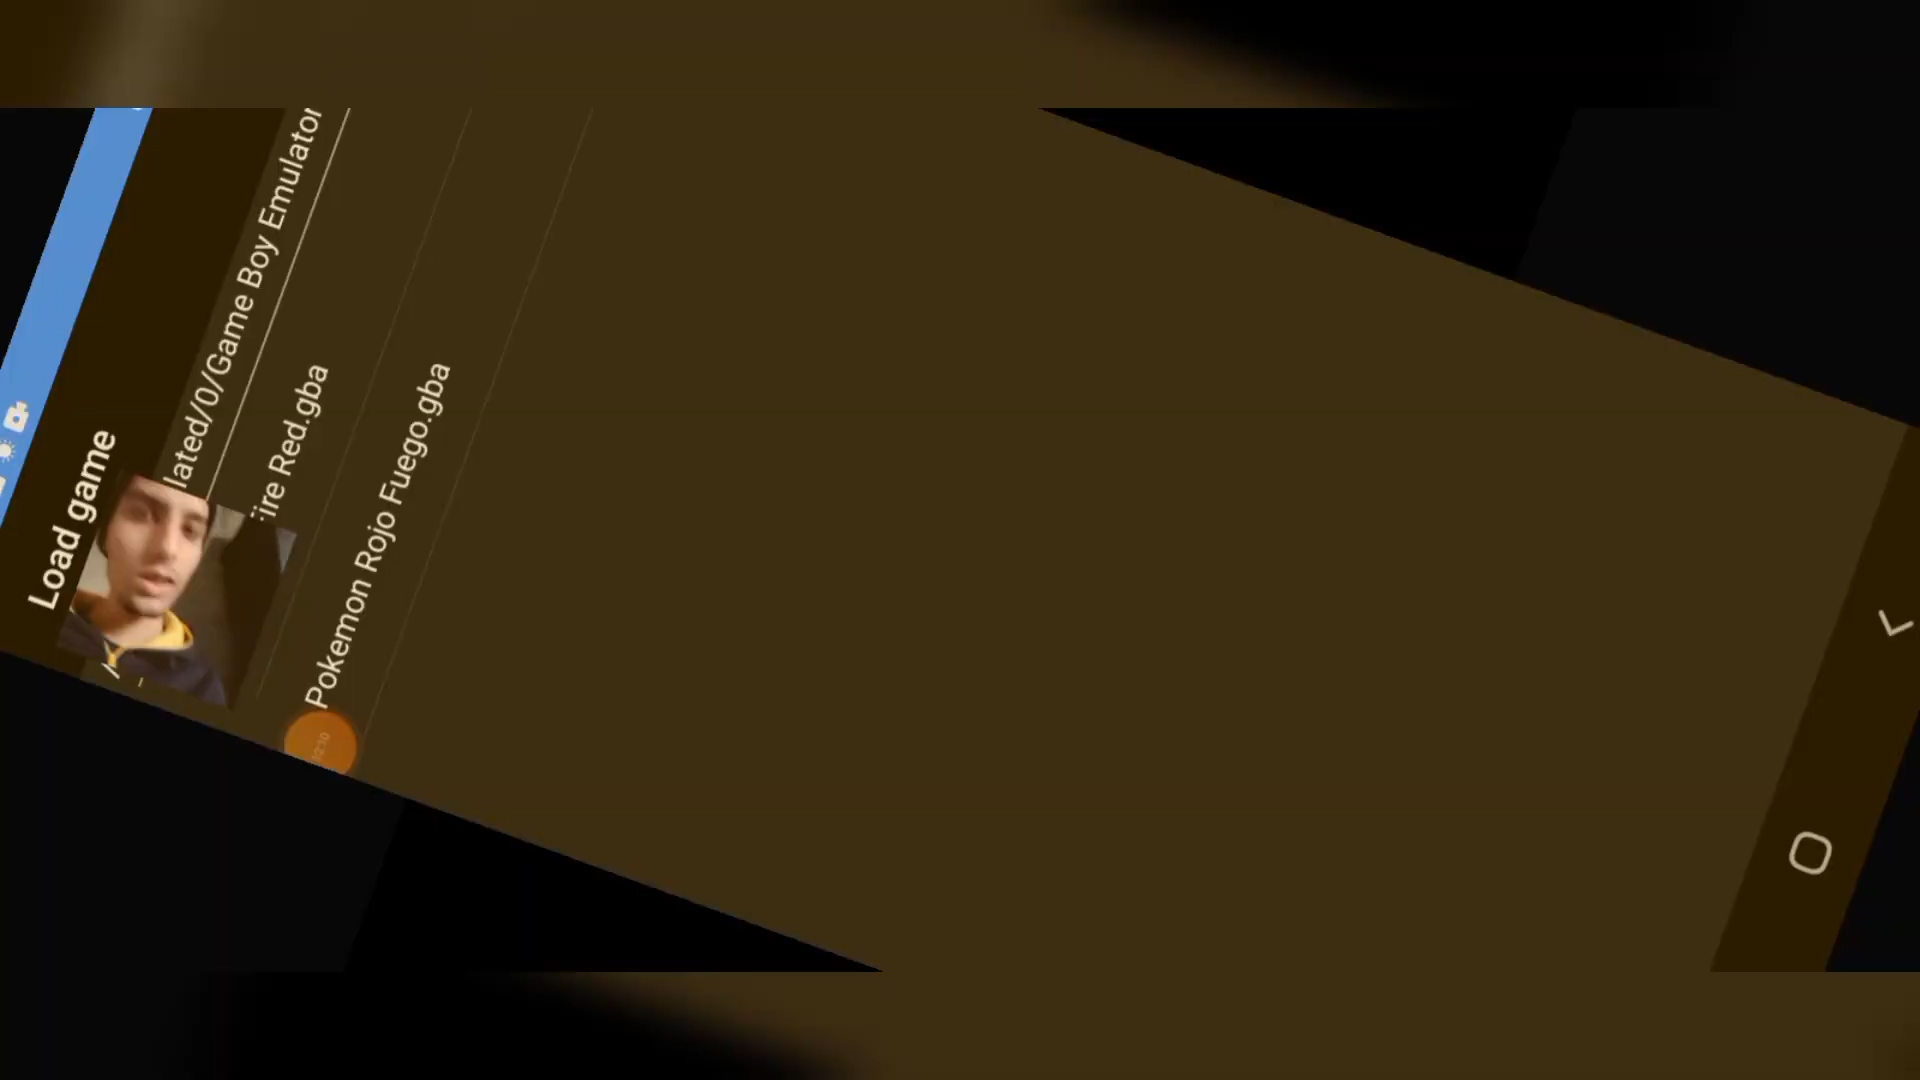 Load game
lated/0/Game Boy Emulator
ire Red.gba
Pokemon Rojo Fuego.gba